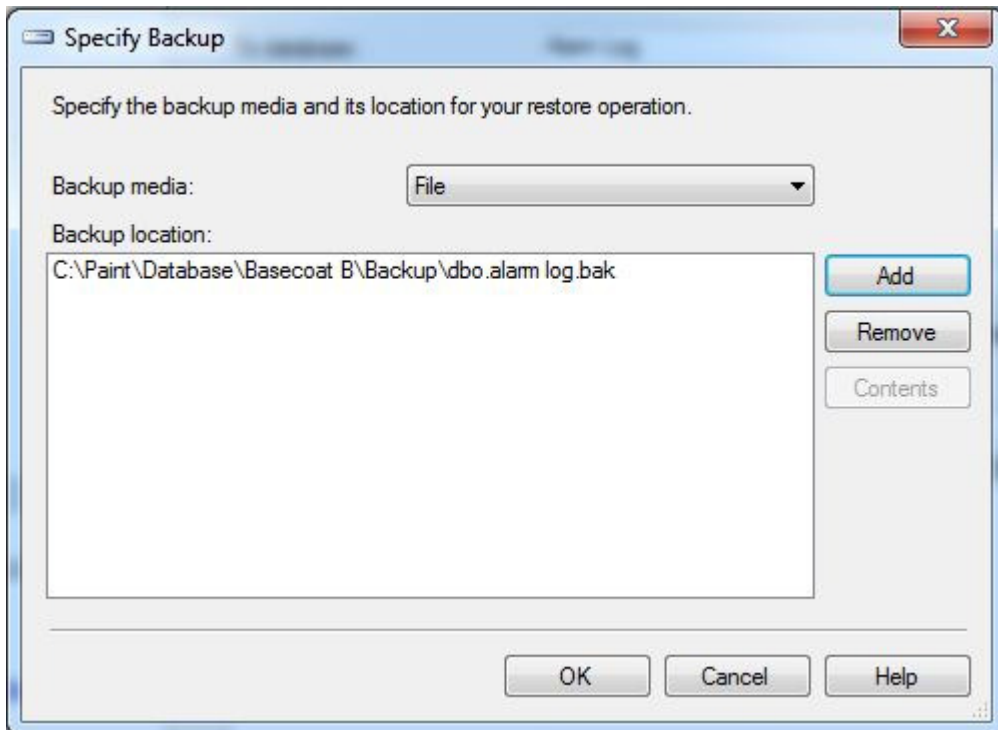 Specify Backup
Specify the backup media and its location for your restore operation.
Backup media:
File
Backup location:
C:\Paint\Database\Basecoat B\Backup\dbo.alarm log.bak
Add
Remove
Contents
OK
Cancel
Help